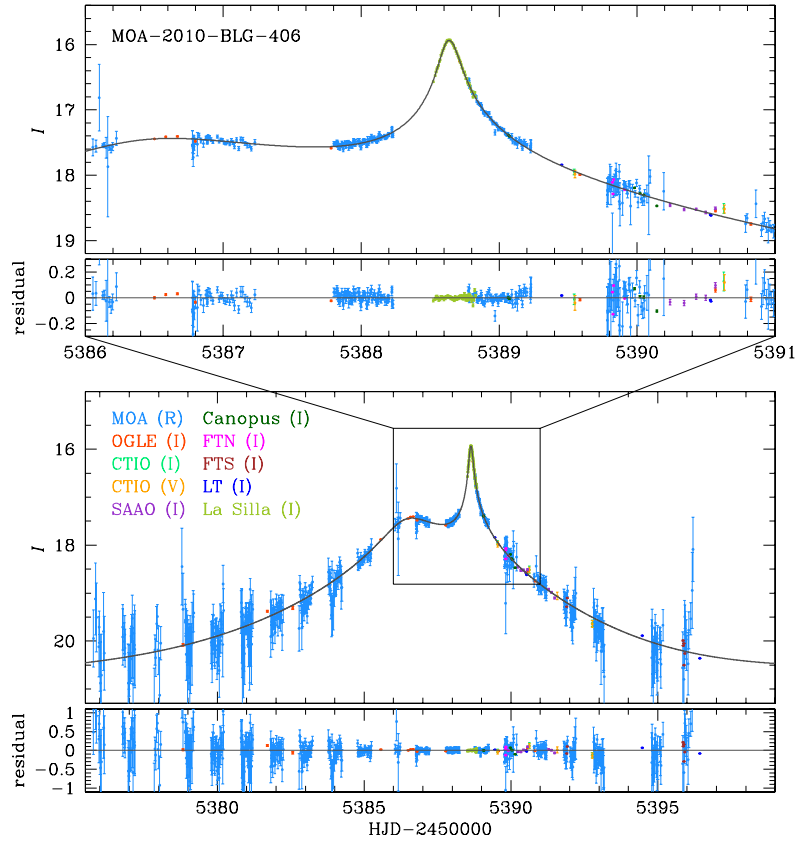 MOA-2010-BLG-406
16
17
18
19
I
0.2
0
-0.2
residual
5386 5387 5388 5389 5390 5391
MOA (R) Canopus (I)
OGLE (I) FTN (I)
CTIO (I) FTS (I)
CTIO (V) LT (I)
SAAO (I) La Silla (I)
16
18
20
I
1
0.5
0
-0.5
-1
residual
5380 5385 5390 5395
HJD-2450000